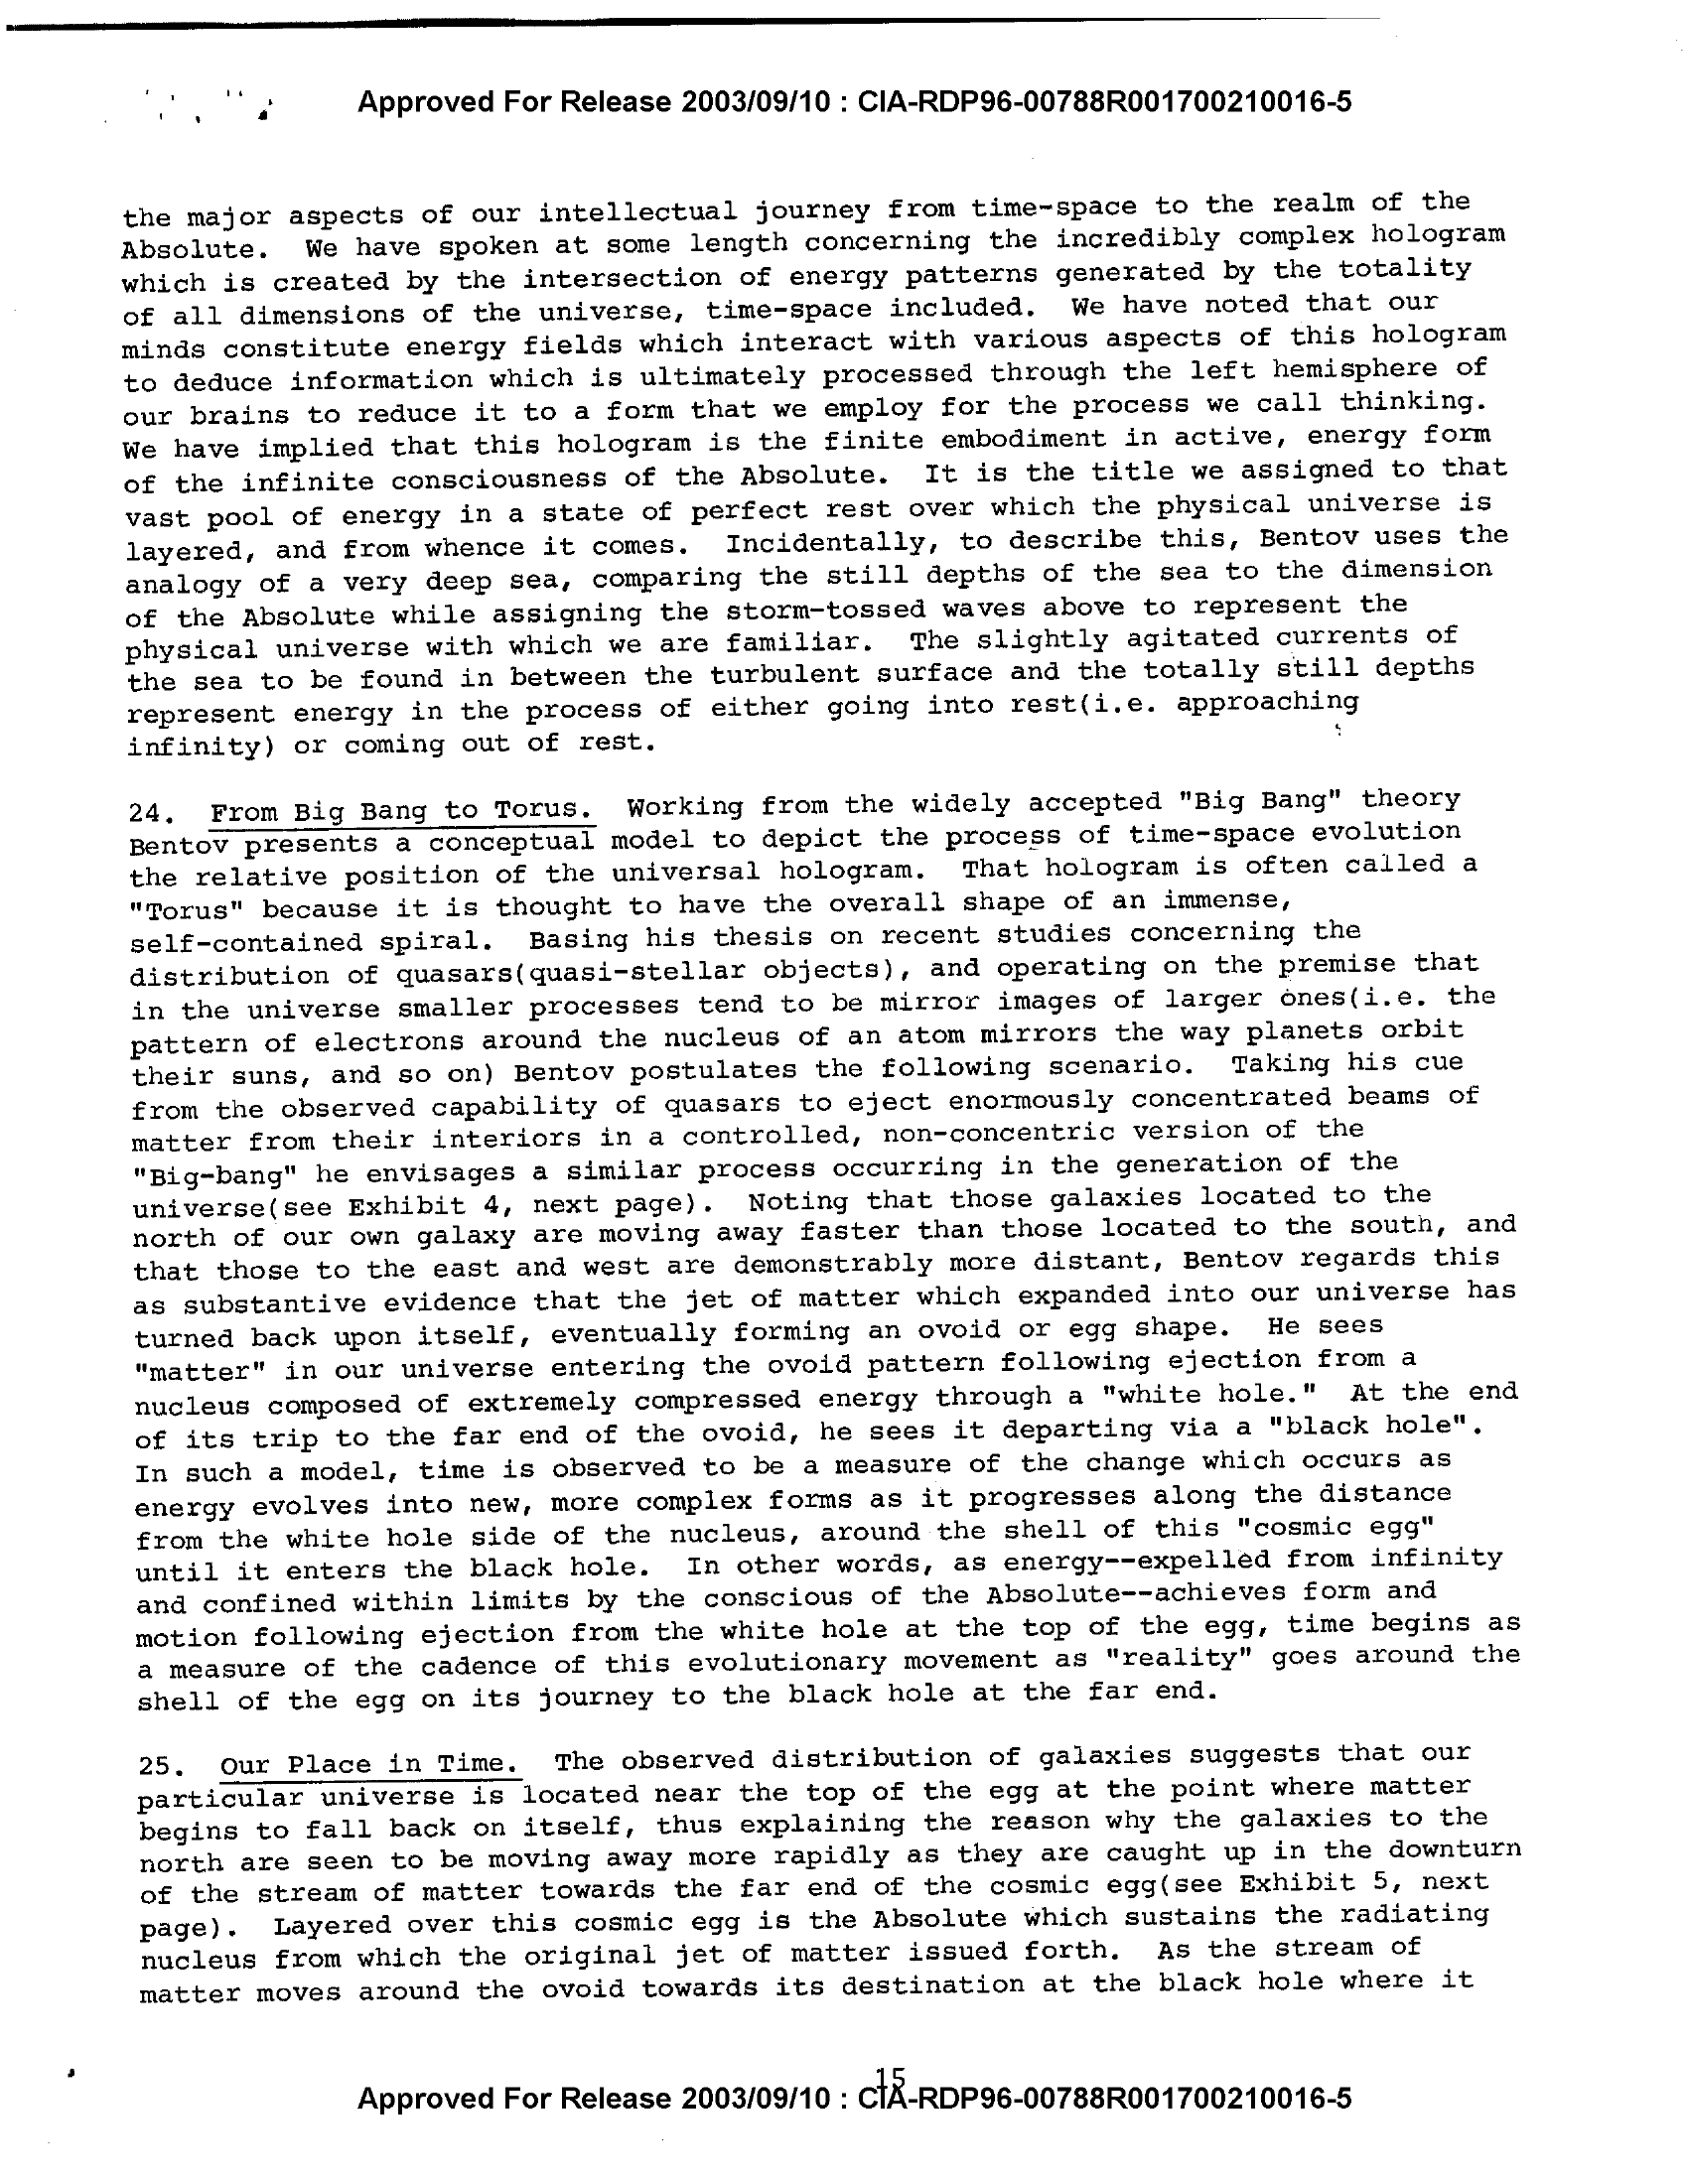 Approved For Release 2003/09/10 : CIA-RDP96-00788R001700210016-5
the major aspects of our intellectual journey from time-space to the realm of the
Absolute. We have spoken at some length concerning the incredibly complex hologram
which is created by the intersection of energy patterns generated by the totality
of all dimensions of the universe, time-space included. We have noted that our
minds constitute energy fields which interact with various aspects of this hologram
to deduce information which is ultimately processed through the left hemisphere of
our brains to reduce it to a form that we employ for the process we call thinking.
We have implied that this hologram is the finite embodiment in active, energy form
of the infinite consciousness of the Absolute. It is the title we assigned to that
vast pool of energy in a state of perfect rest over which the physical universe is
layered, and from whence it comes. Incidentally, to describe this, Bentov uses the
analogy of a very deep sea, comparing the still depths of the sea to the dimension
of the Absolute while assigning the storm-tossed waves above to represent the
physical universe with which we are familiar. The slightly agitated currents of
the sea to be found in between the turbulent surface and the totally still depths
represent energy in the process of either going into rest(i.e. approaching
infinity) or coming out of rest.
24. From Big Bang to Torus. Working from the widely accepted "Big Bang" theory
Bentov presents a conceptual model to depict the process of time-space evolution
the relative position of the universal hologram. That hologram is often called a
"Torus" because it is thought to have the overall shape of an immense,
self-contained spiral. Basing his thesis on recent studies concerning the
distribution of quasars(quasi-stellar objects), and operating on the premise that
in the universe smaller processes tend to be mirror images of larger ones(i.e. the
pattern of electrons around the nucleus of an atom mirrors the way planets orbit
their suns, and so on) Bentov postulates the following scenario. Taking his cue
from the observed capability of quasars to eject enormously concentrated beams of
matter from their interiors in a controlled, non-concentric version of the
"Big-bang" he envisages a similar process occurring in the generation of the
universe(see Exhibit 4, next page). Noting that those galaxies located to the
north of our own galaxy are moving away faster than those located to the south, and
that those to the east and west are demonstrably more distant, Bentov regards this
as substantive evidence that the jet of matter which expanded into our universe has
turned back upon itself, eventually forming an ovoid or egg shape. He sees
"matter" in our universe entering the ovoid pattern following ejection from a
nucleus composed of extremely compressed energy through a "white hole." At the end
of its trip to the far end of the ovoid, he sees it departing via a "black hole".
In such a model, time is observed to be a measure of the change which occurs as
energy evolves into new, more complex forms as it progresses along the distance
from the white hole side of the nucleus, around the shell of this "cosmic egg"
until it enters the black hole. In other words, as energy--expelled from infinity
and confined within limits by the conscious of the Absolute--achieves form and
motion following ejection from the white hole at the top of the egg, time begins as
a measure of the cadence of this evolutionary movement as "reality" goes around the
shell of the egg on its journey to the black hole at the far end.
25. Our Place in Time. The observed distribution of galaxies suggests that our
particular universe is located near the top of the egg at the point where matter
begins to fall back on itself, thus explaining the reason why the galaxies to the
north are seen to be moving away more rapidly as they are caught up in the downturn
of the stream of matter towards the far end of the cosmic egg(see Exhibit 5, next
page). Layered over this cosmic egg is the Absolute which sustains the radiating
nucleus from which the original jet of matter issued forth. As the stream of
matter moves around the ovoid towards its destination at the black hole where it
15
Approved For Release 2003/09/10 : CIA-RDP96-00788R001700210016-5